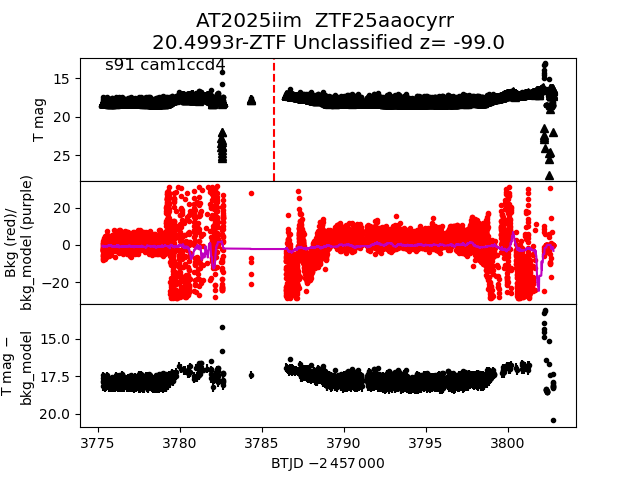 AT2025iim  ZTF25aaocyrr
20.4993r-ZTF Unclassified z= -99.0
s91 cam1ccd4
15
20
25
T mag
20
0
−20
Bkg (red)/
bkg_model (purple)
15.0
17.5
20.0
T mag −
bkg_model
3775
3780
3785
3790
3795
3800
BTJD −2 457 000